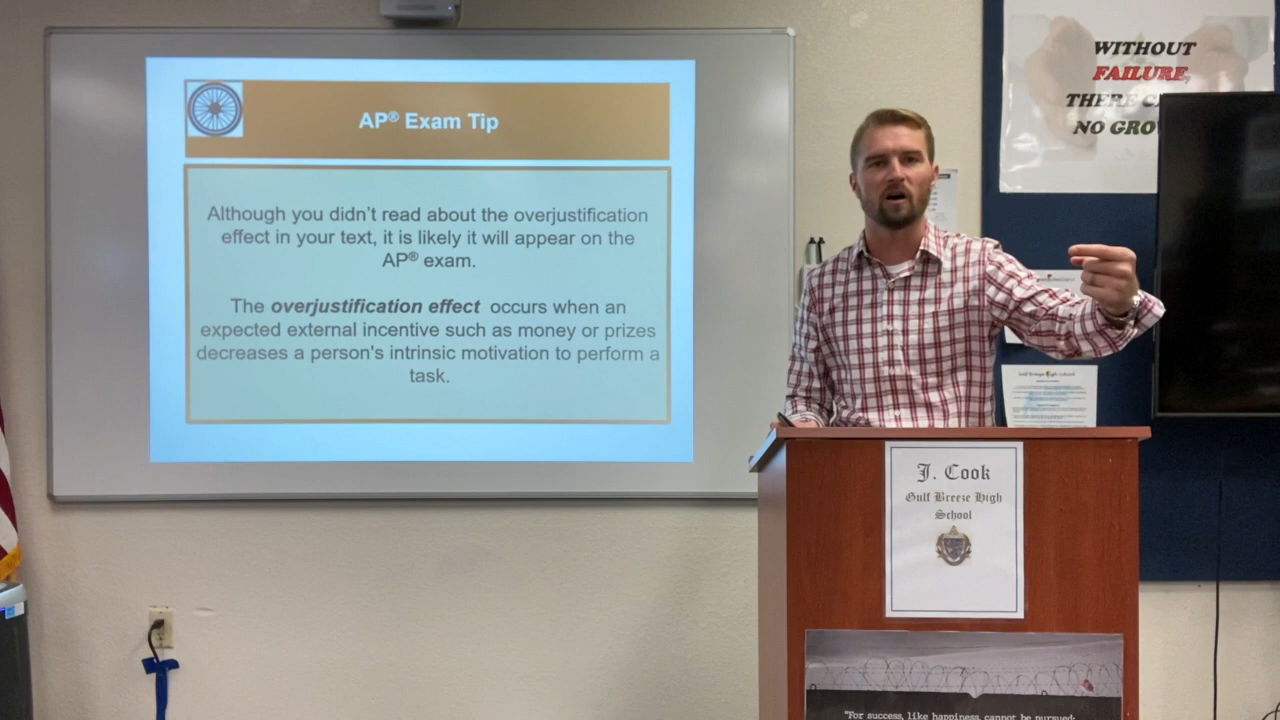 AP® Exam Tip
Although you didn't read about the overjustification
effect in your text, it is likely it will appear on the
AP® exam.
The overjustification effect occurs when an
expected external incentive such as money or prizes
decreases a person's intrinsic motivation to perform a
task.
WITHOUT
FAILURE,
THERE
NO
J. Cook
Gulf Breeze High
School
"For success, like happiness, cannot be pursued;